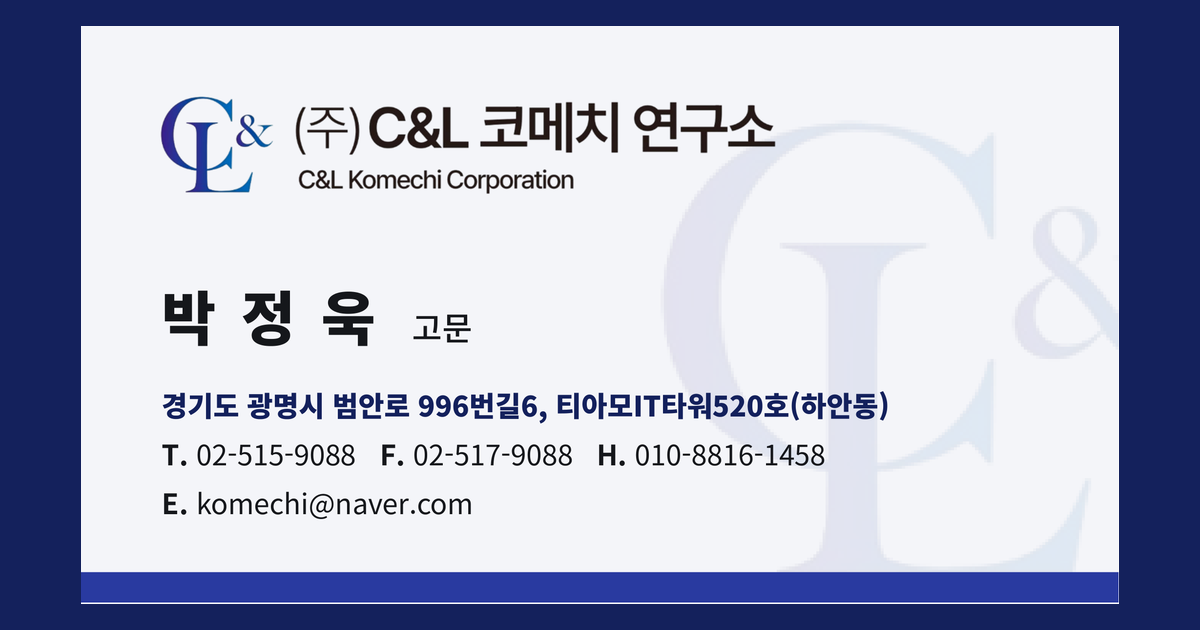 C&L (주)C&L 코메치 연구소
C&L Komechi Corporation
박 정 욱 고문
경기도 광명시 범안로 996번길6, 티아모IT타워520호(하안동)
T. 02-515-9088 F. 02-517-9088 H. 010-8816-1458
E. komechi@naver.com
CL&